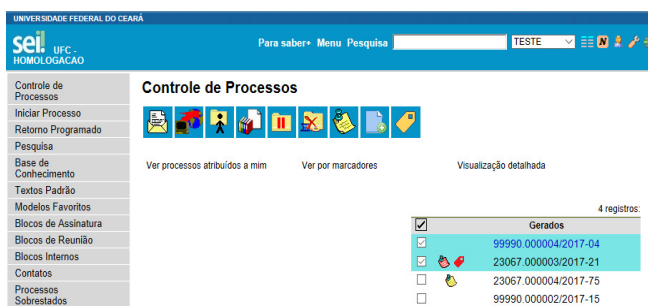 UNIVERSIDADE FEDERAL DO CEARÁ
sei! UFC -
HOMOLOGACAO
Para saber+ Menu Pesquisa TESTE
N
Controle de
Processos
Iniciar Processo
Retorno Programado
Pesquisa
Base de
Conhecimento
Textos Padrão
Modelos Favoritos
Blocos de Assinatura
Blocos de Reunião
Blocos Internos
Contatos
Processos
Sobrestados
Controle de Processos
Ver processos atribuídos a mim Ver por marcadores Visualização detalhada
4 registros:
Gerados
99990.000004/2017-04
23067.000003/2017-21
23067.000004/2017-75
99990.000002/2017-15